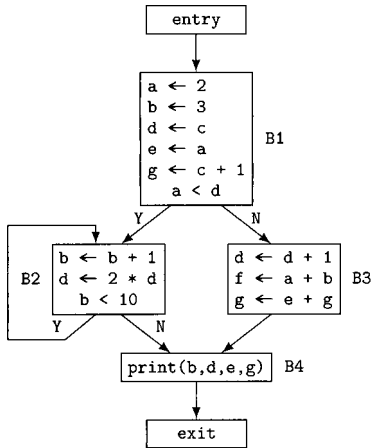 entry
a ← 2
b ← 3
d ← c
e ← a
g ← c + 1
a < d
B1
Y
N
B2
b ← b + 1
d ← 2 * d
b < 10
Y
N
d ← d + 1
f ← a + b
g ← e + g
B3
print(b,d,e,g)
B4
exit